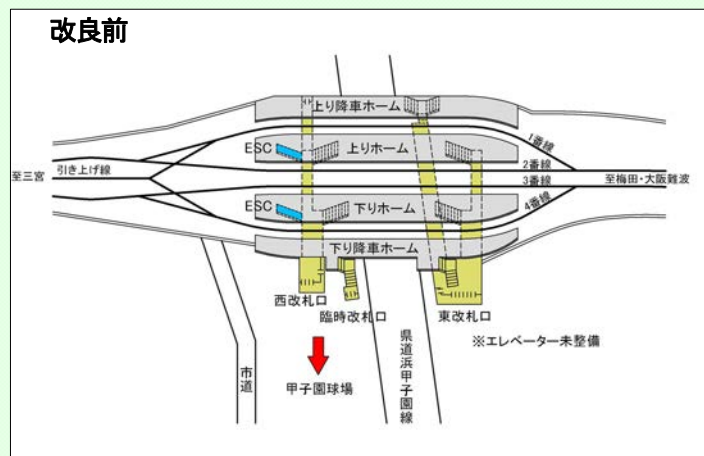 改良前
上り降車ホーム
1番線
ESC
上りホーム
2番線
至三宮
引き上げ線
至梅田・大阪難波
3番線
ESC
下りホーム
4番線
下り降車ホーム
西改札口
臨時改札口
東改札口
※エレベーター未整備
甲子園球場
市道
県道浜甲子園線